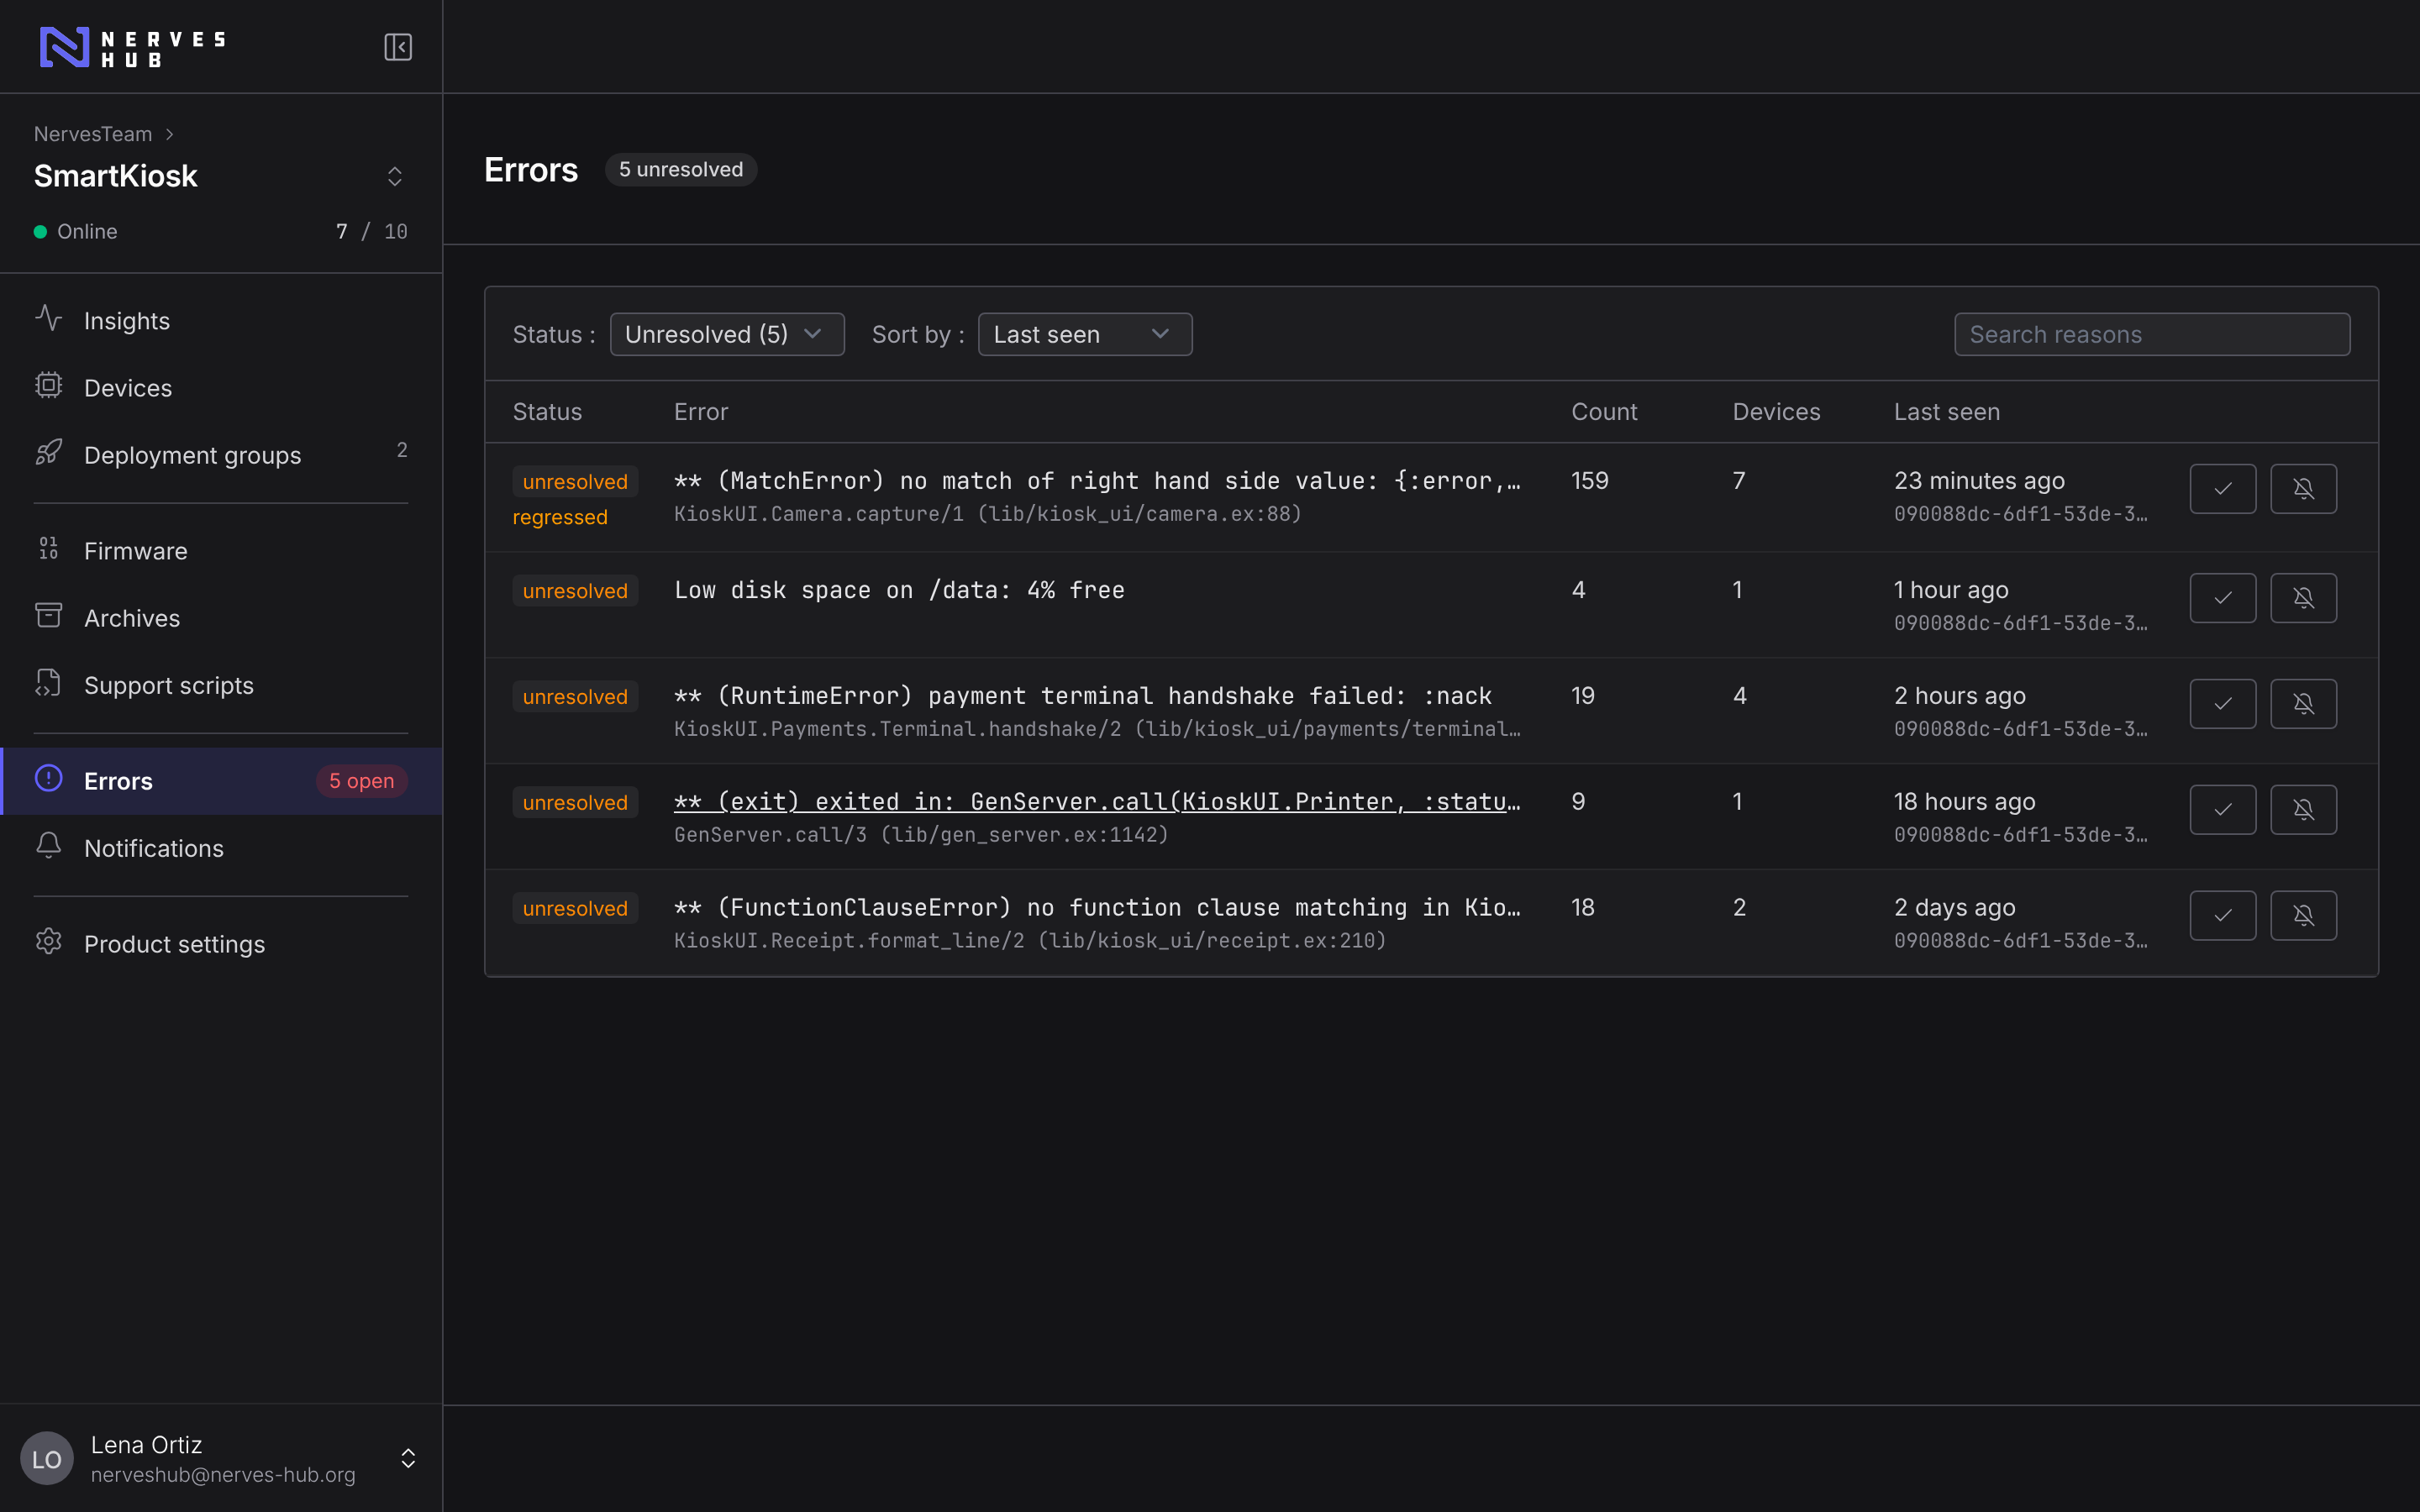 NERVES
HUB
NervesTeam
SmartKiosk
Online 7 / 10
Insights
Devices
Deployment groups 2
Firmware
Archives
Support scripts
Errors 5 open
Notifications
Product settings
LO
Lena Ortiz
nerveshub@nerves-hub.org
Errors 5 unresolved
Status : Unresolved (5) Sort by : Last seen Search reasons
Status Error Count Devices Last seen
unresolved ** (MatchError) no match of right hand side value: {:error,… 159 7 23 minutes ago
regressed KioskUI.Camera.capture/1 (lib/kiosk_ui/camera.ex:88) 090088dc-6df1-53de-3…
unresolved Low disk space on /data: 4% free 4 1 1 hour ago
090088dc-6df1-53de-3…
unresolved ** (RuntimeError) payment terminal handshake failed: :nack 19 4 2 hours ago
KioskUI.Payments.Terminal.handshake/2 (lib/kiosk_ui/payments/terminal… 090088dc-6df1-53de-3…
unresolved ** (exit) exited in: GenServer.call(KioskUI.Printer, :statu… 9 1 18 hours ago
GenServer.call/3 (lib/gen_server.ex:1142) 090088dc-6df1-53de-3…
unresolved ** (FunctionClauseError) no function clause matching in Kio… 18 2 2 days ago
KioskUI.Receipt.format_line/2 (lib/kiosk_ui/receipt.ex:210) 090088dc-6df1-53de-3…